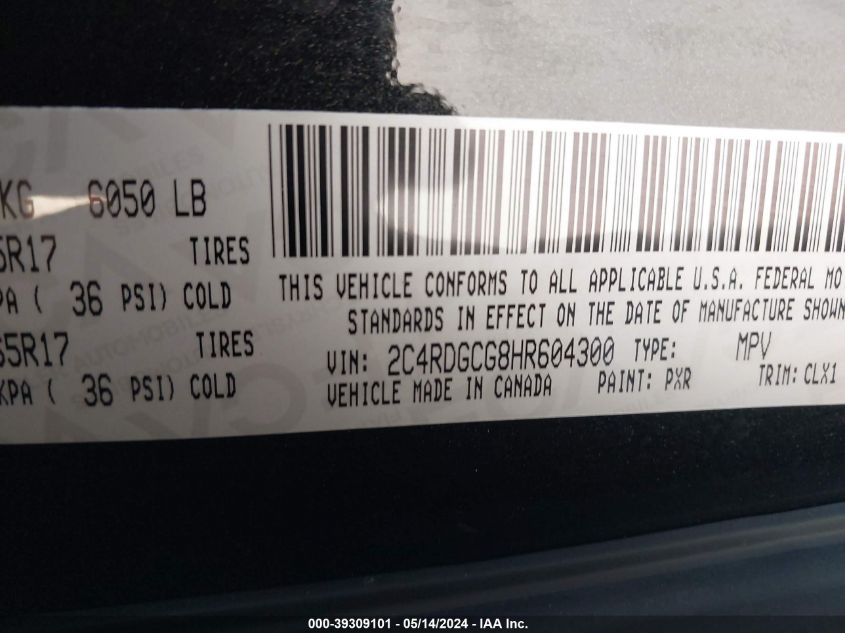 KG 6050 LB
5R17 TIRES
PA ( 36 PSI) COLD
65R17 TIRES
KPA ( 36 PSI) COLD
THIS VEHICLE CONFORMS TO ALL APPLICABLE U.S.A. FEDERAL MO
STANDARDS IN EFFECT ON THE DATE OF MANUFACTURE SHOWN
VIN: 2C4RDGCG8HR604300 TYPE: MPV
VEHICLE MADE IN CANADA PAINT: PXR TRIM: CLX1
000-39309101 - 05/14/2024 - IAA Inc.